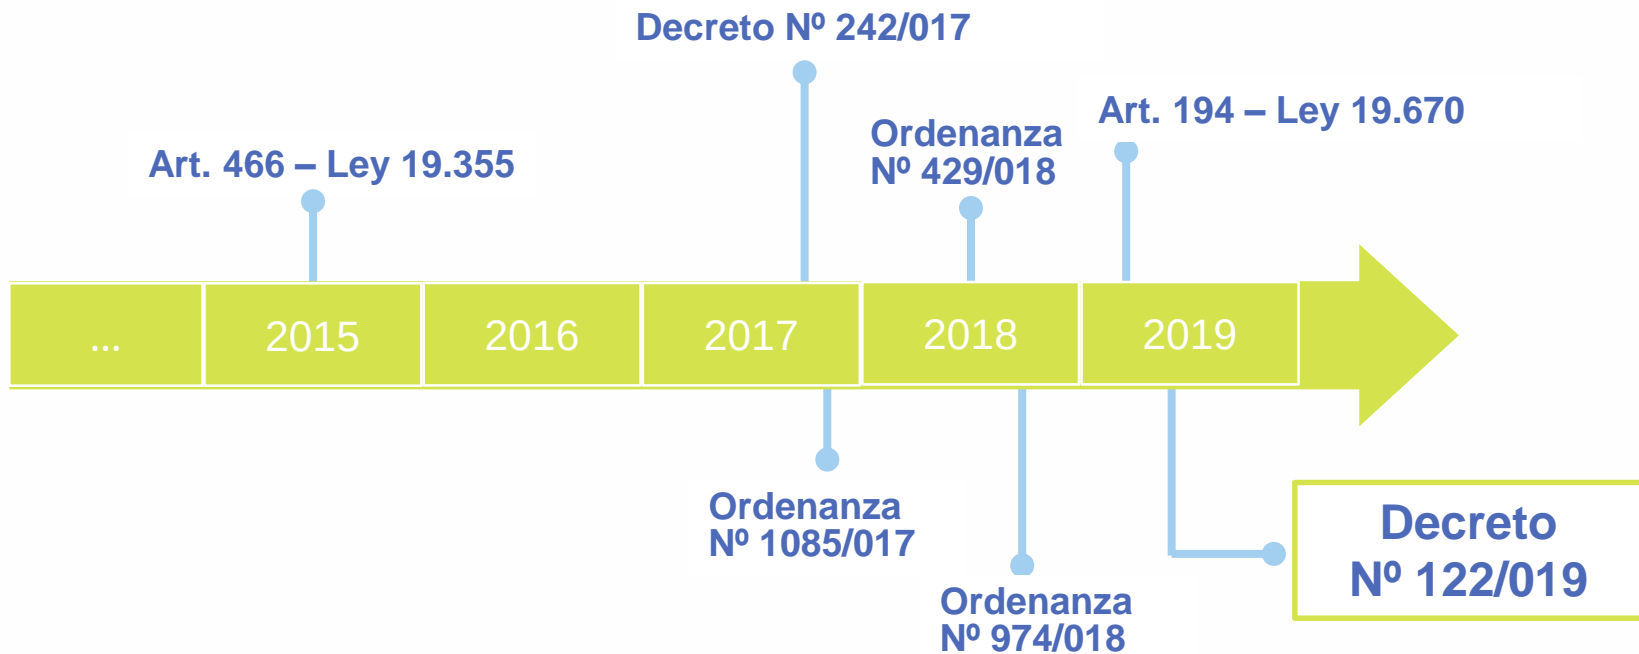 Decreto Nº 242/017
Art. 194 – Ley 19.670
Ordenanza
Nº 429/018
Art. 466 – Ley 19.355
...
2015
2016
2017
2018
2019
Ordenanza
Nº 1085/017
Decreto
Nº 122/019
Ordenanza
Nº 974/018